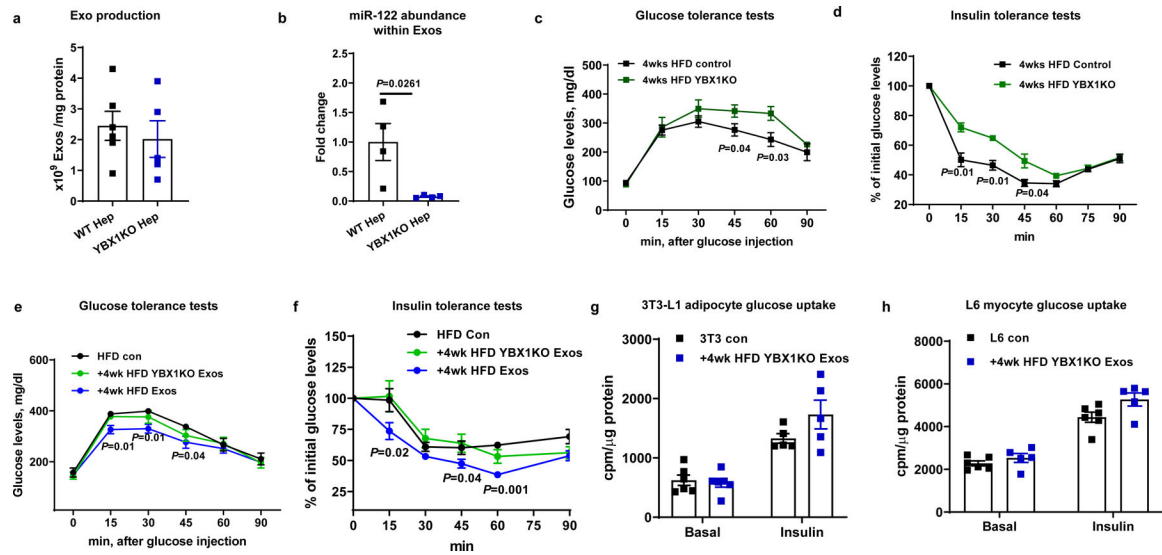 a
Exo production
x10⁹ Exos /mg protein
5
4
3
2
1
0
WT Hep
YBX1KO Hep
b
miR-122 abundance
within Exos
Fold change
2.5
2.0
1.5
1.0
0.5
0.0
P=0.0261
WT Hep
YBX1KO Hep
c
Glucose tolerance tests
4wks HFD control
4wks HFD YBX1KO
Glucose levels, mg/dl
500
400
300
200
100
0
P=0.04
P=0.03
0 15 30 45 60 75 90
min, after glucose injection
d
Insulin tolerance tests
4wks HFD control
4wks HFD YBX1KO
% of initial glucose levels
120
100
80
60
40
20
P=0.01
P=0.01
P=0.04
0 15 30 45 60 75 90
min
e
Glucose tolerance tests
HFD con
+4wk HFD YBX1KO Exos
+4wk HFD Exos
Glucose levels, mg/dl
600
400
200
P=0.01
P=0.01
P=0.04
0 15 30 45 60 90
min, after glucose injection
f
Insulin tolerance tests
HFD Con
+4wk HFD YBX1KO Exos
+4wk HFD Exos
% of initial glucose levels
150
125
100
75
50
25
0
P=0.02
P=0.04
P=0.001
0 15 30 45 60 90
min
g
3T3-L1 adipocyte glucose uptake
3T3 con
+4wk HFD YBX1KO Exos
cpm/μg protein
3000
2000
1000
0
Basal Insulin
h
L6 myocyte glucose uptake
L6 con
+4wk HFD YBX1KO Exos
cpm/μg protein
8000
6000
4000
2000
0
Basal Insulin